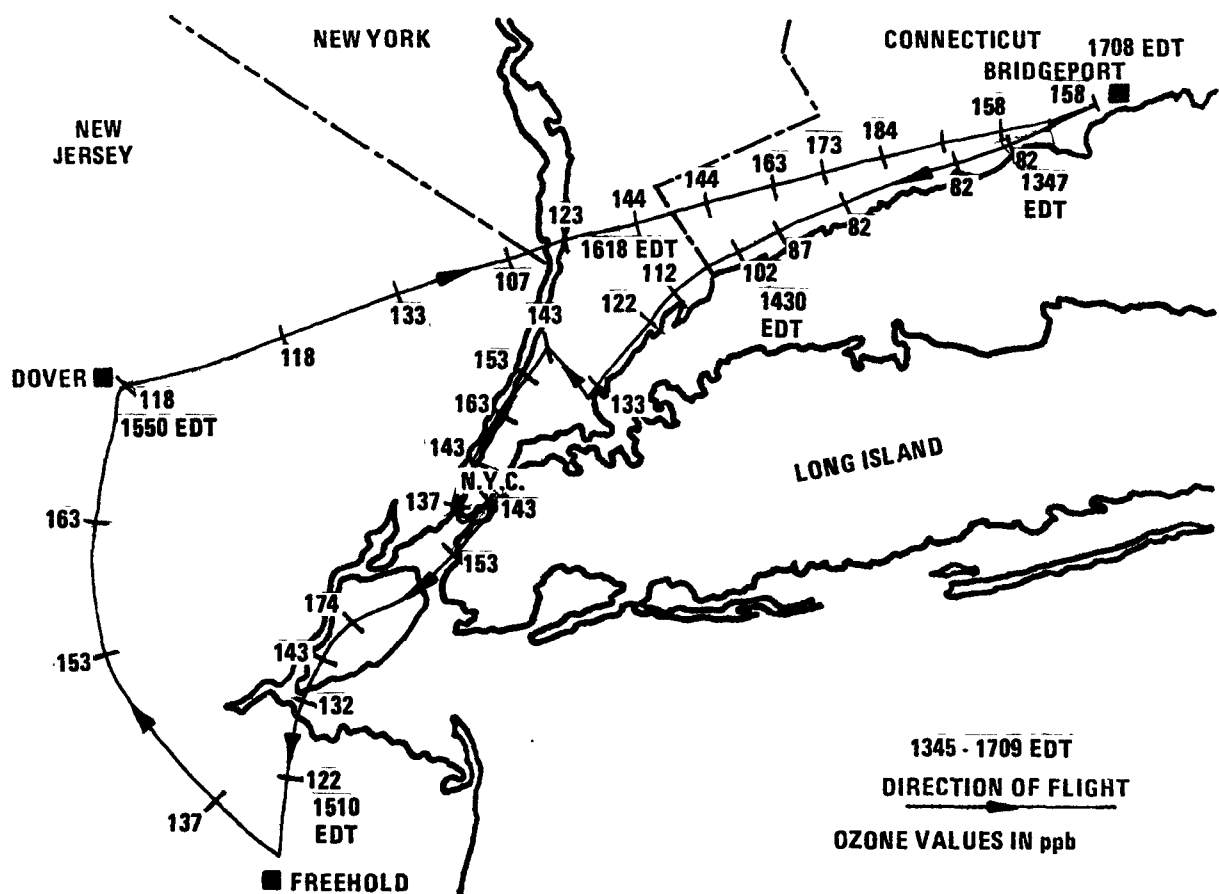 NEW YORK
CONNECTICUT
1708 EDT
BRIDGEPORT
NEW
JERSEY
158
158
184
173
163
144
144
123
1618 EDT
107
133
118
82
1347
EDT
82
82
87
102
1430
EDT
112
122
133
143
153
163
143
N.Y.C.
137
143
153
174
143
132
122
1510
EDT
DOVER
118
1550 EDT
163
153
137
FREEHOLD
LONG ISLAND
1345 - 1709 EDT
DIRECTION OF FLIGHT
OZONE VALUES IN ppb